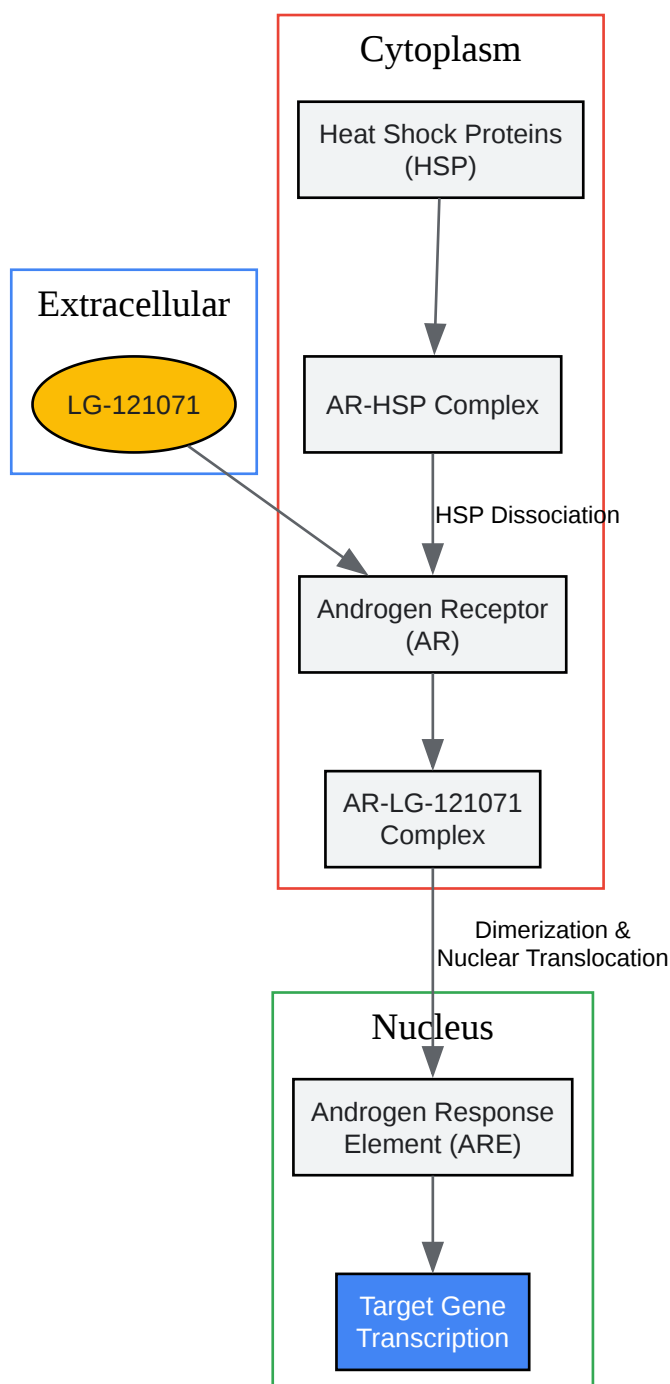 Cytoplasm
Heat Shock Proteins
(HSP)
Extracellular
LG-121071
AR-HSP Complex
HSP Dissociation
Androgen Receptor
(AR)
AR-LG-121071
Complex
Dimerization &
Nuclear Translocation
Nucleus
Androgen Response
Element (ARE)
Target Gene
Transcription